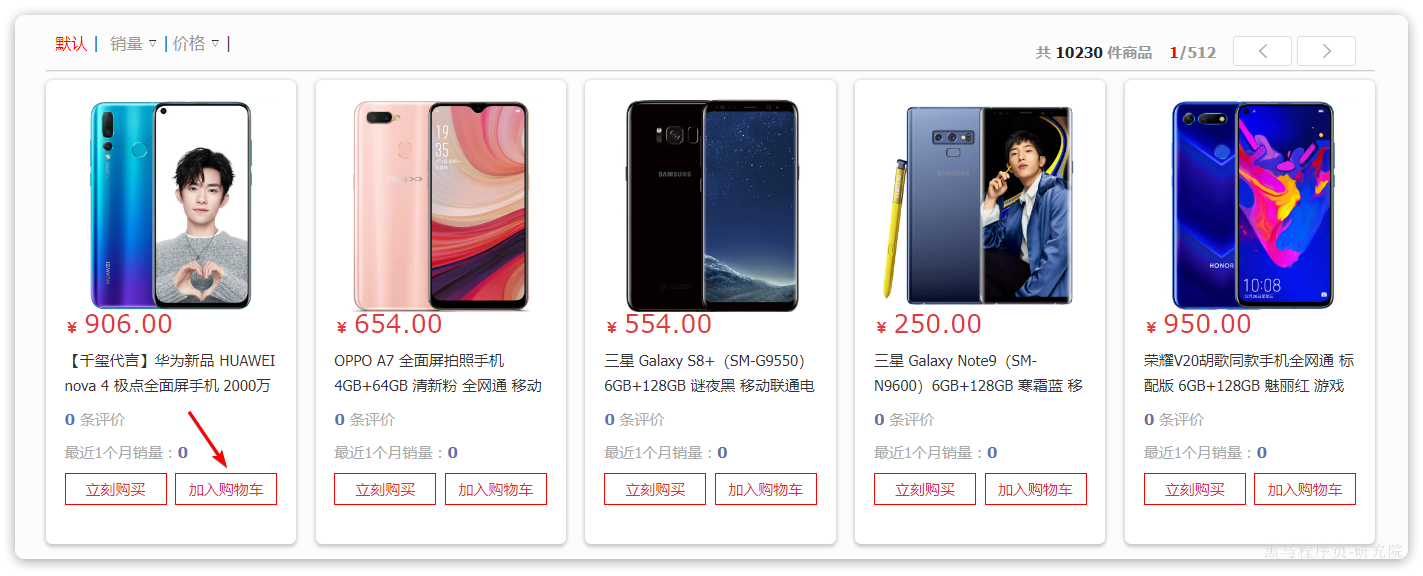 默认 | 销量 ▽ | 价格 ▽ |
共 10230 件商品 1/512
SAMSUNG
HONOR
10:08
¥ 906.00
【千玺代言】华为新品 HUAWEI
nova 4 极点全面屏手机 2000万
0 条评价
最近1个月销量：0
立刻购买 加入购物车
¥ 654.00
OPPO A7 全面屏拍照手机
4GB+64GB 清新粉 全网通 移动
0 条评价
最近1个月销量：0
立刻购买 加入购物车
¥ 554.00
三星 Galaxy S8+（SM-G9550）
6GB+128GB 谜夜黑 移动联通电
0 条评价
最近1个月销量：0
立刻购买 加入购物车
¥ 250.00
三星 Galaxy Note9（SM-
N9600）6GB+128GB 寒霜蓝 移
0 条评价
最近1个月销量：0
立刻购买 加入购物车
¥ 950.00
荣耀V20胡歌同款手机全网通 标
配版 6GB+128GB 魅丽红 游戏
0 条评价
最近1个月销量：0
立刻购买 加入购物车
黑马程序员-研究院